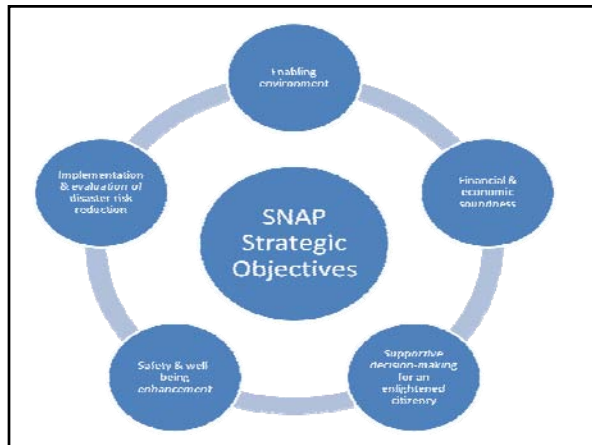 Enabling
environment
Implementation
& evaluation of
disaster risk
reduction
Financial &
economic
soundness
SNAP
Strategic
Objectives
Safety & well
being
enhancement
Supportive
decision-making
for an
enlightened
citizenry